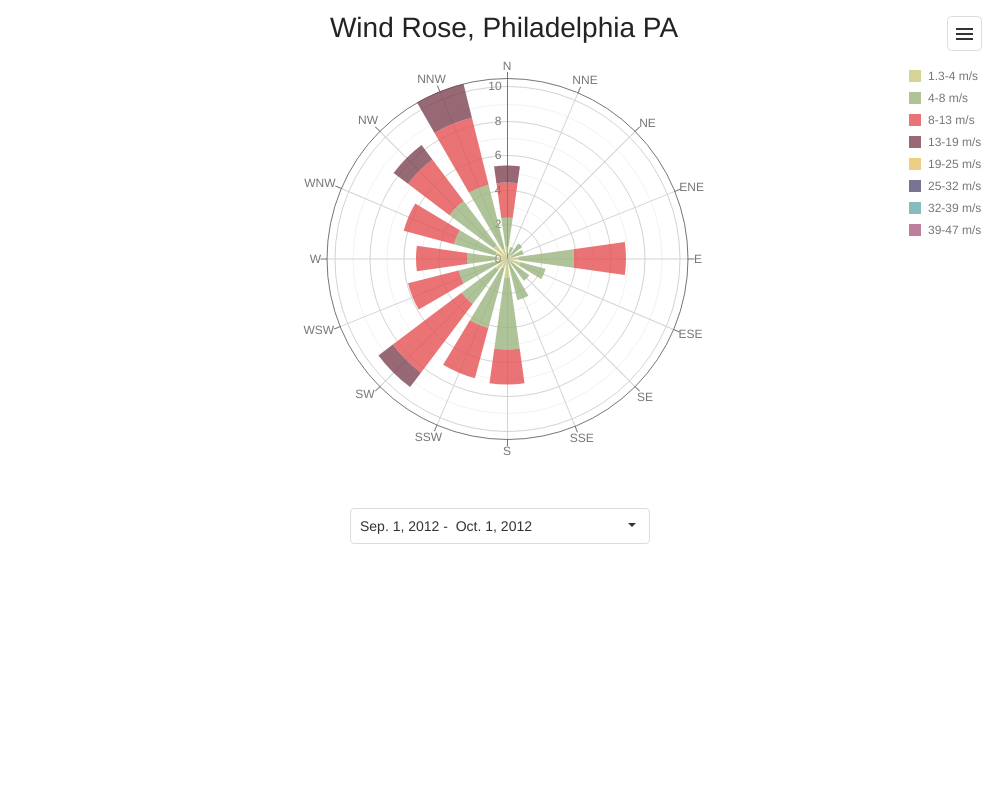 Wind Rose, Philadelphia PA
N
NNE
NE
ENE
E
ESE
SE
SSE
S
SSW
SW
WSW
W
WNW
NW
NNW
10
8
6
4
2
0
1.3-4 m/s
4-8 m/s
8-13 m/s
13-19 m/s
19-25 m/s
25-32 m/s
32-39 m/s
39-47 m/s
Sep. 1, 2012 - Oct. 1, 2012